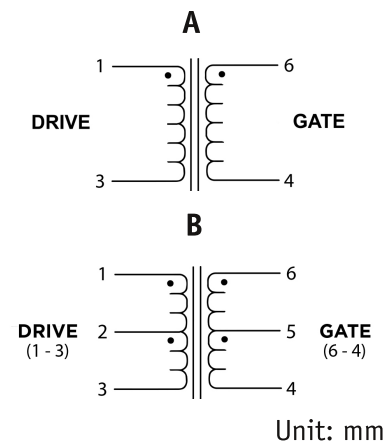 A
1
6
DRIVE
GATE
3
4
B
1
6
DRIVE
(1 - 3)
2
5
GATE
(6 - 4)
3
4
Unit: mm